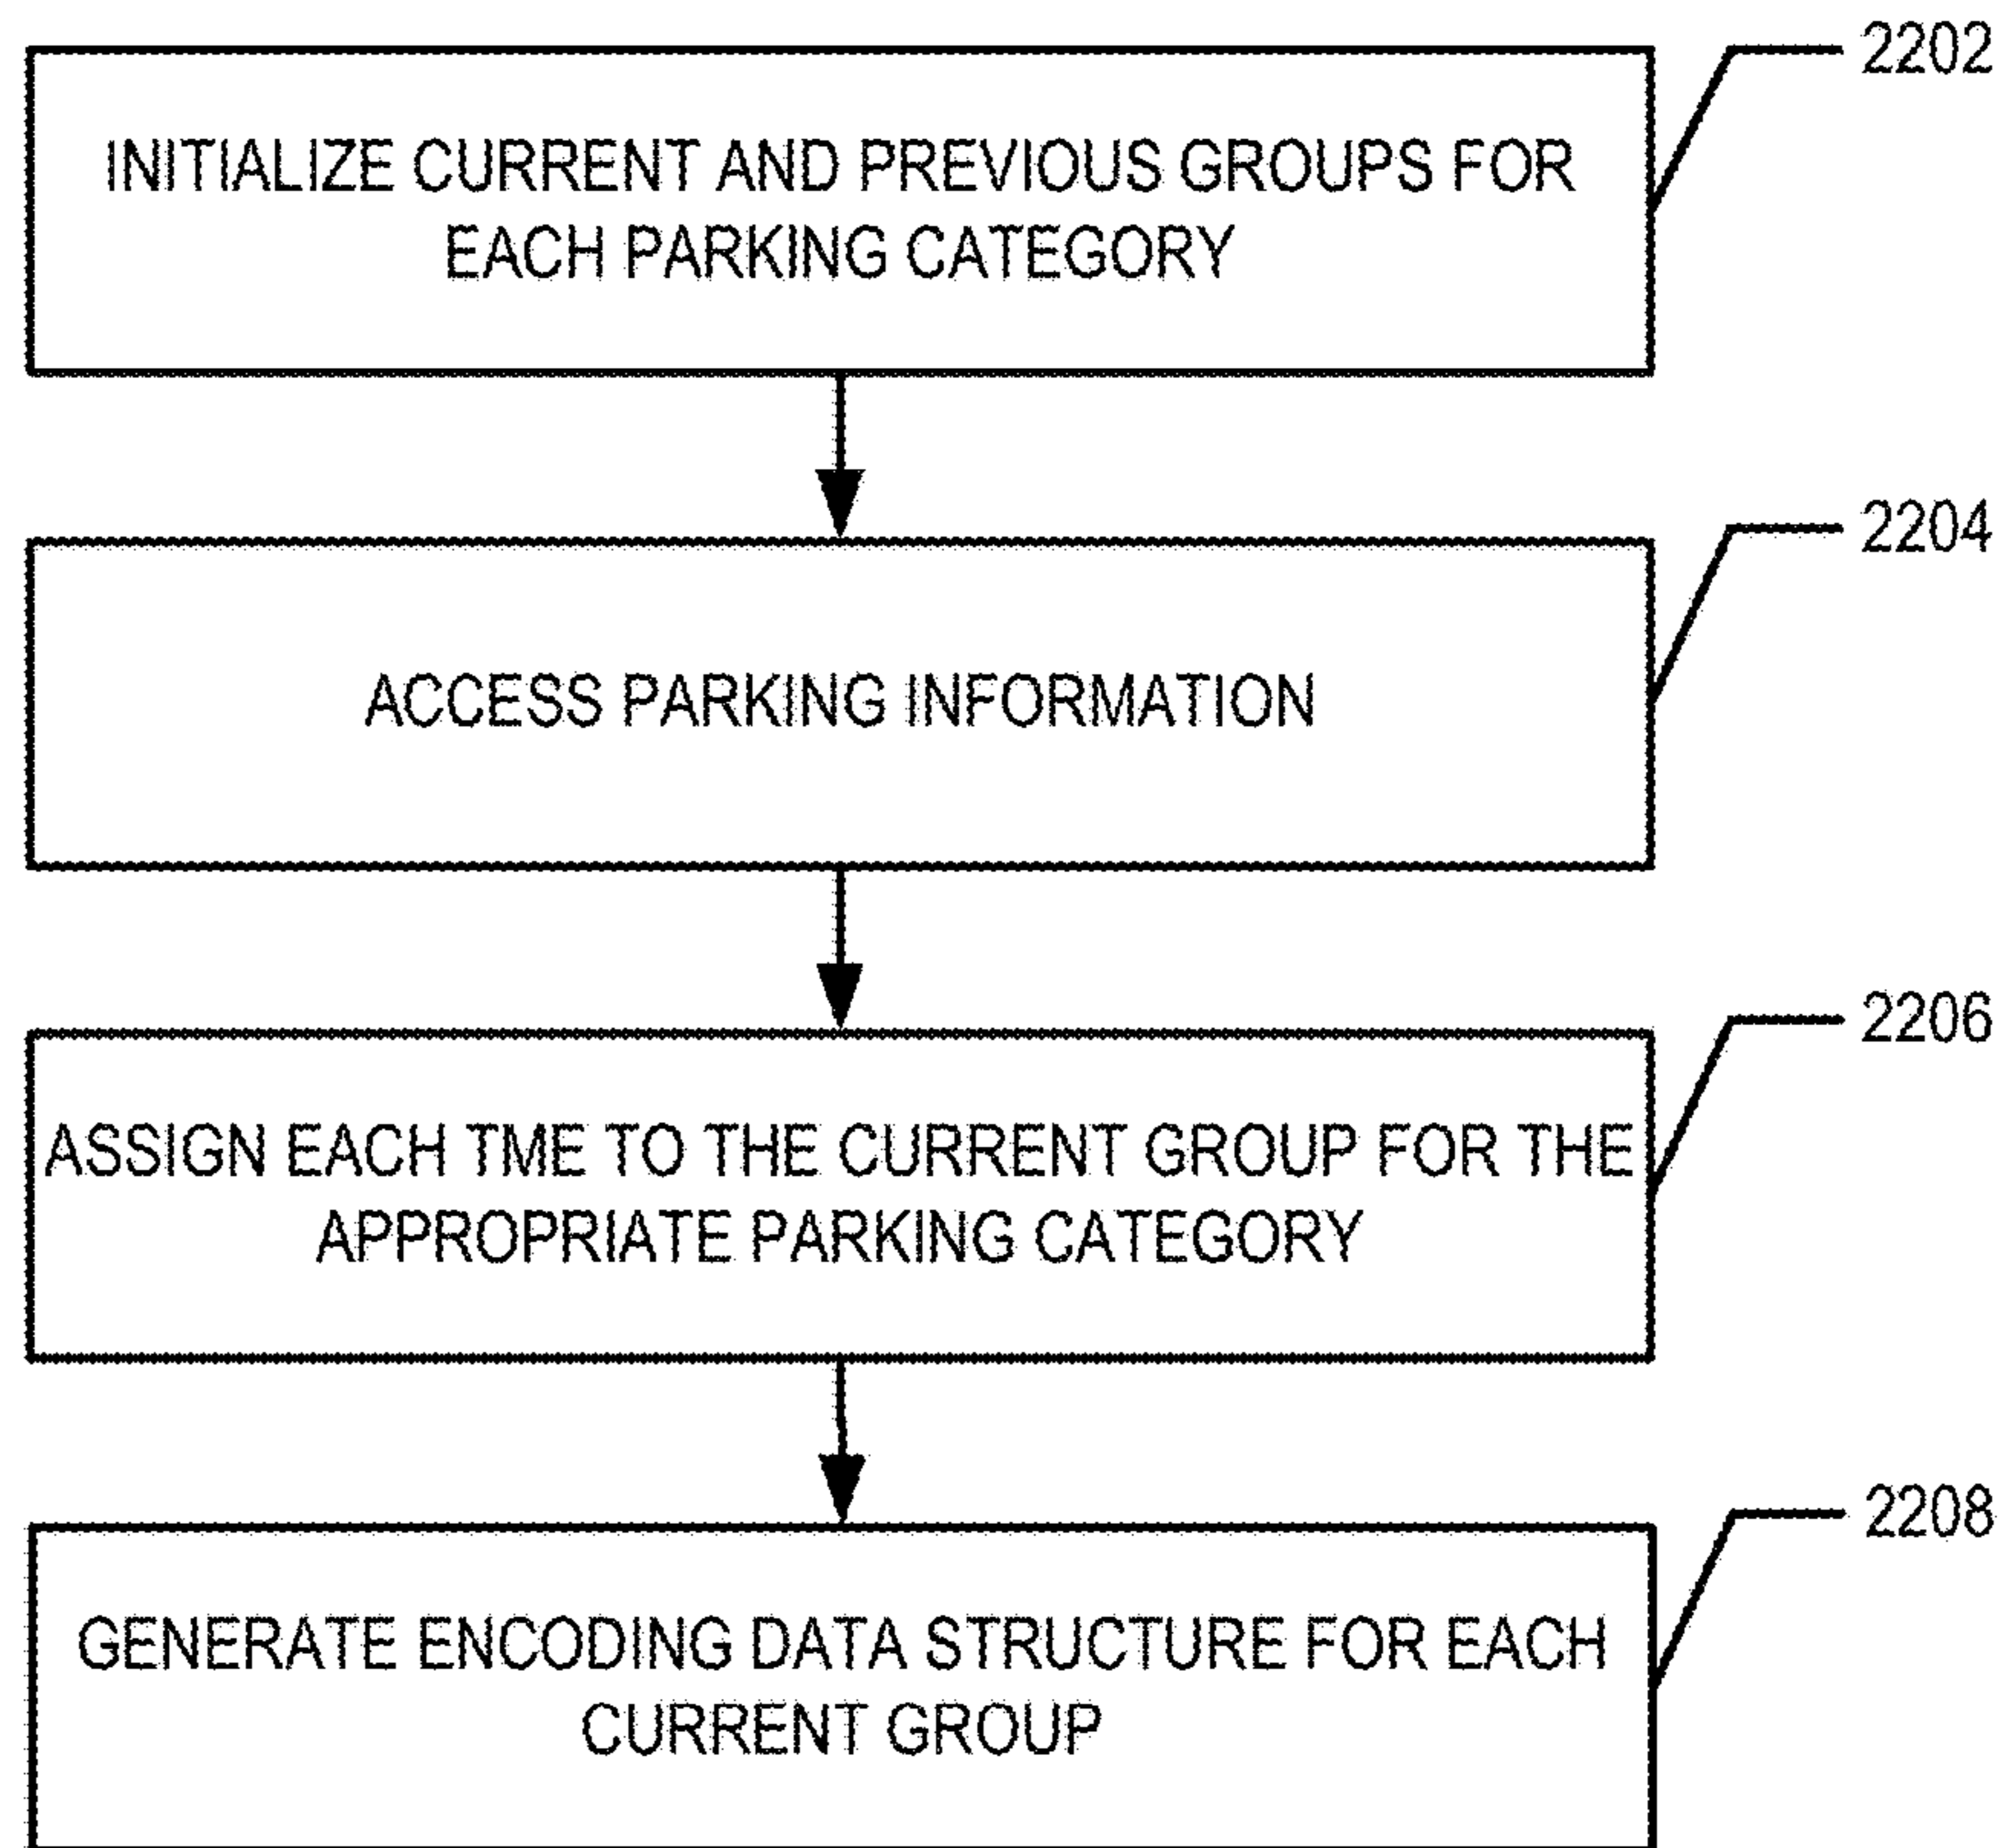 2202
INITIALIZE CURRENT AND PREVIOUS GROUPS FOR
EACH PARKING CATEGORY
2204
ACCESS PARKING INFORMATION
2206
ASSIGN EACH TME TO THE CURRENT GROUP FOR THE
APPROPRIATE PARKING CATEGORY
2208
GENERATE ENCODING DATA STRUCTURE FOR EACH
CURRENT GROUP